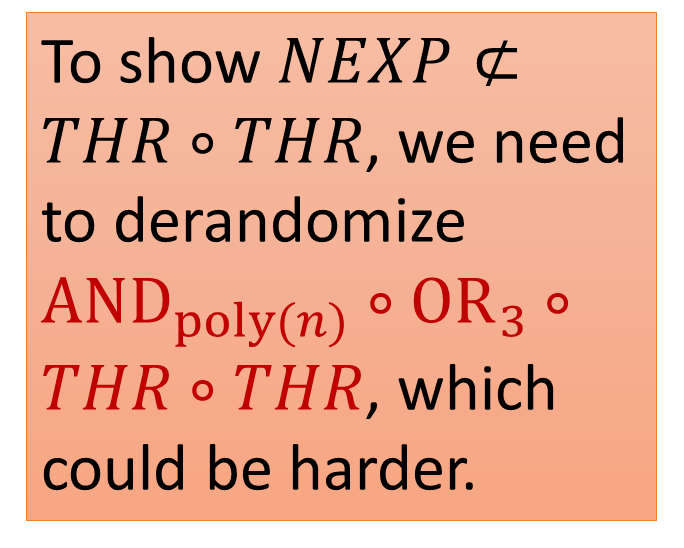 To show NEXP ⊄
THR ∘ THR, we need
to derandomize
AND_poly(n) ∘ OR_3 ∘
THR ∘ THR, which
could be harder.